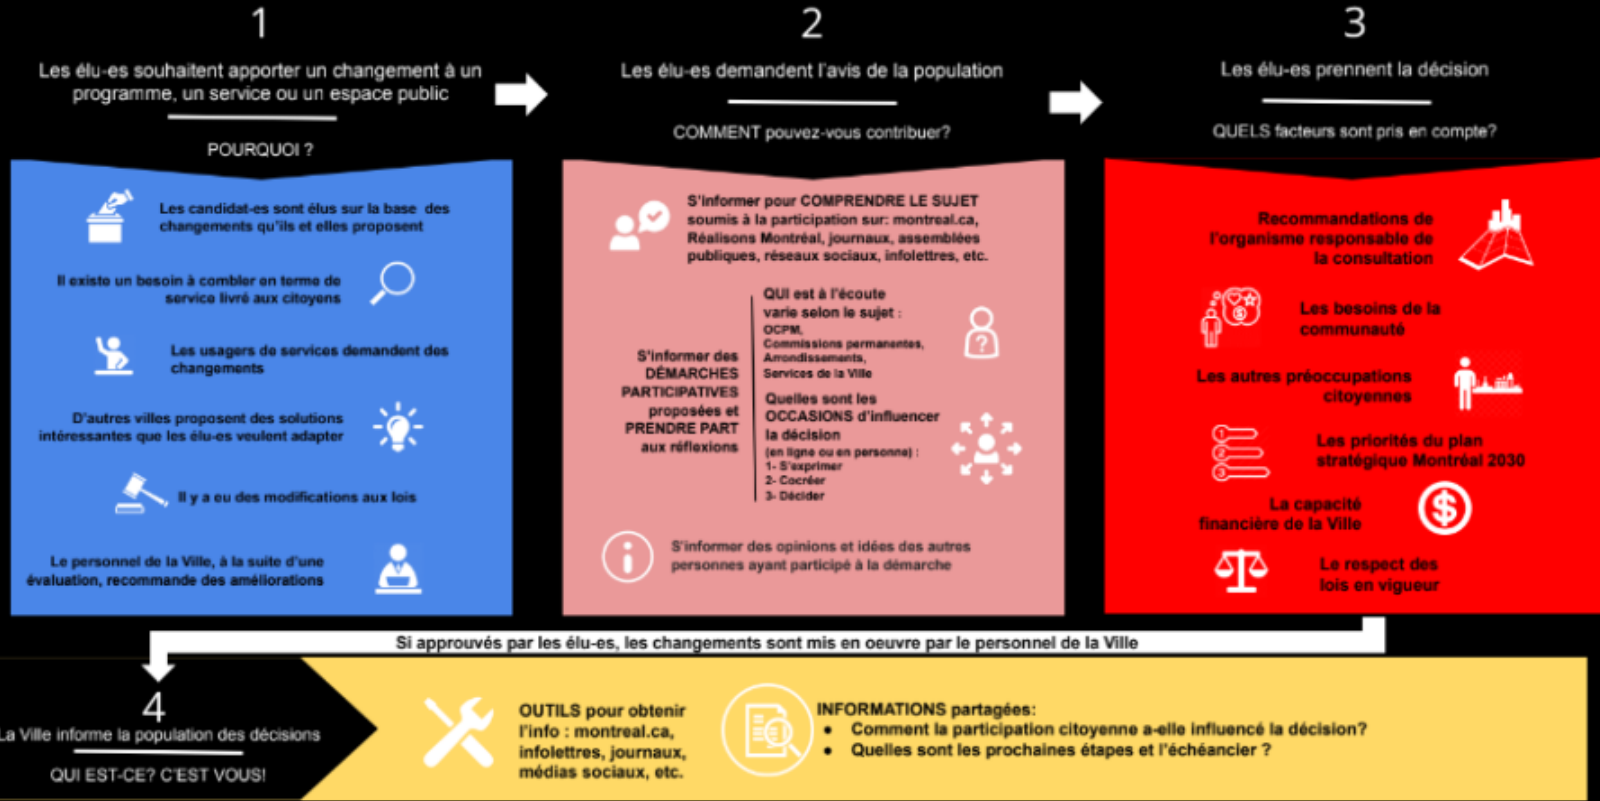 1
Les élu-es souhaitent apporter un changement à un
programme, un service ou un espace public
POURQUOI ?
Les candidat-es sont élus sur la base des
changements qu'ils et elles proposent
Il existe un besoin à combler en terme de
service livré aux citoyens
Les usagers de services demandent des
changements
D'autres villes proposent des solutions
intéressantes que les élu-es veulent adapter
Il y a eu des modifications aux lois
Le personnel de la Ville, à la suite d'une
évaluation, recommande des améliorations
2
Les élu-es demandent l'avis de la population
COMMENT pouvez-vous contribuer?
S'informer pour COMPRENDRE LE SUJET
soumis à la participation sur: montreal.ca,
Réalisons Montréal, journaux, assemblées
publiques, réseaux sociaux, infolettres, etc.
S'informer des
DÉMARCHES
PARTICIPATIVES
proposées et
PRENDRE PART
aux réflexions
QUI est à l'écoute
varie selon le sujet :
OCPM,
Commissions permanentes,
Arrondissements,
Services de la Ville
?
Quelles sont les
OCCASIONS d'influencer
la décision
(en ligne ou en personne) :
1- S'exprimer
2- Cocréer
3- Décider
S'informer des opinions et idées des autres
personnes ayant participé à la démarche
3
Les élu-es prennent la décision
QUELS facteurs sont pris en compte?
Recommandations de
l'organisme responsable de
la consultation
Les besoins de la
communauté
Les autres préoccupations
citoyennes
1
2
3
Les priorités du plan
stratégique Montréal 2030
La capacité
financière de la Ville
$
Le respect des
lois en vigueur
Si approuvés par les élu-es, les changements sont mis en oeuvre par le personnel de la Ville
4
La Ville informe la population des décisions
QUI EST-CE? C'EST VOUS!
OUTILS pour obtenir
l'info : montreal.ca,
infolettres, journaux,
médias sociaux, etc.
INFORMATIONS partagées:
• Comment la participation citoyenne a-elle influencé la décision?
• Quelles sont les prochaines étapes et l'échéancier ?